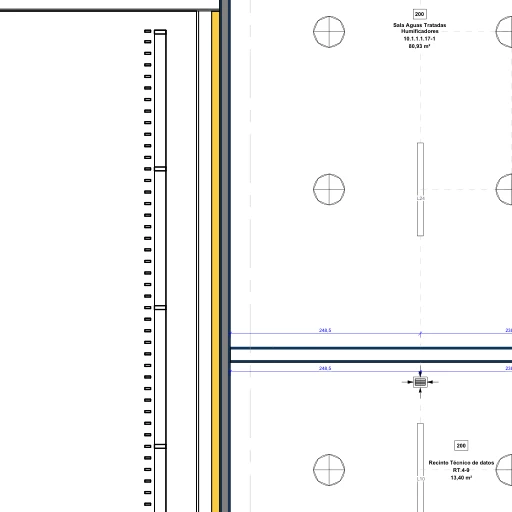 200
Sala Aguas Tratadas
Humificadores
10.1.1.1.17-1
80,93 m²
L24
248,5
248,5
200
Recinto Técnico de datos
RT.4-9
13,40 m²